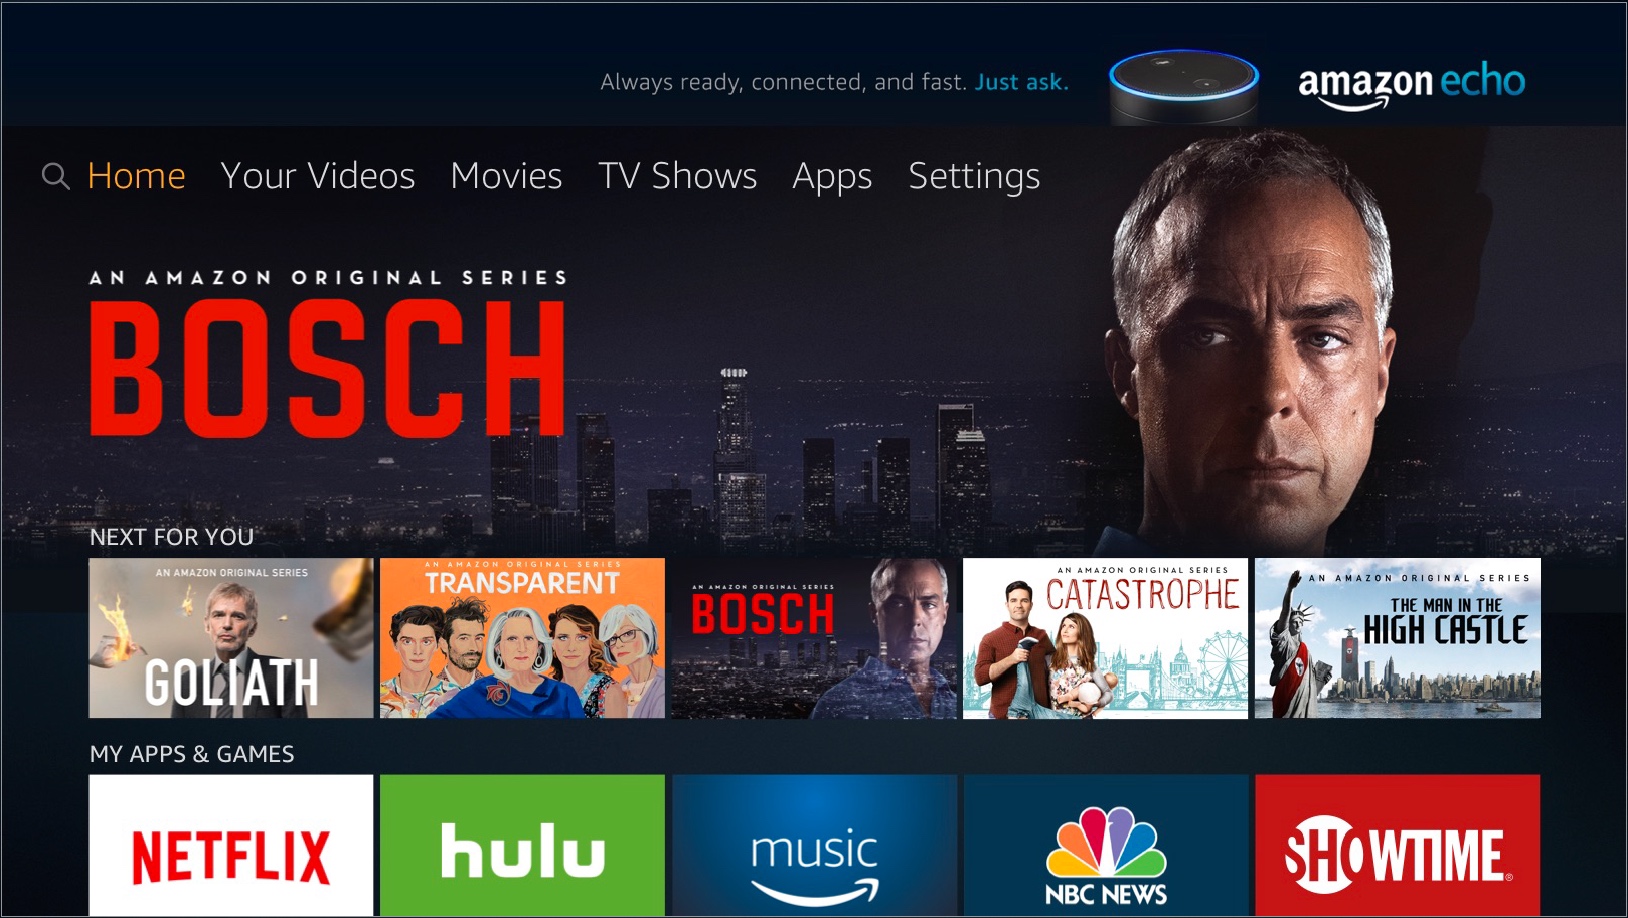 Always ready, connected, and fast. Just ask.
amazon echo
Home Your Videos Movies TV Shows Apps Settings
AN AMAZON ORIGINAL SERIES
BOSCH
NEXT FOR YOU
AN AMAZON ORIGINAL SERIES
GOLIATH
AN AMAZON ORIGINAL SERIES
TRANSPARENT
AN AMAZON ORIGINAL SERIES
BOSCH
AN AMAZON ORIGINAL SERIES
CATASTROPHE
AN AMAZON ORIGINAL SERIES
THE MAN IN THE
HIGH CASTLE
MY APPS & GAMES
NETFLIX
hulu
music
NBC NEWS
SHOWTIME®